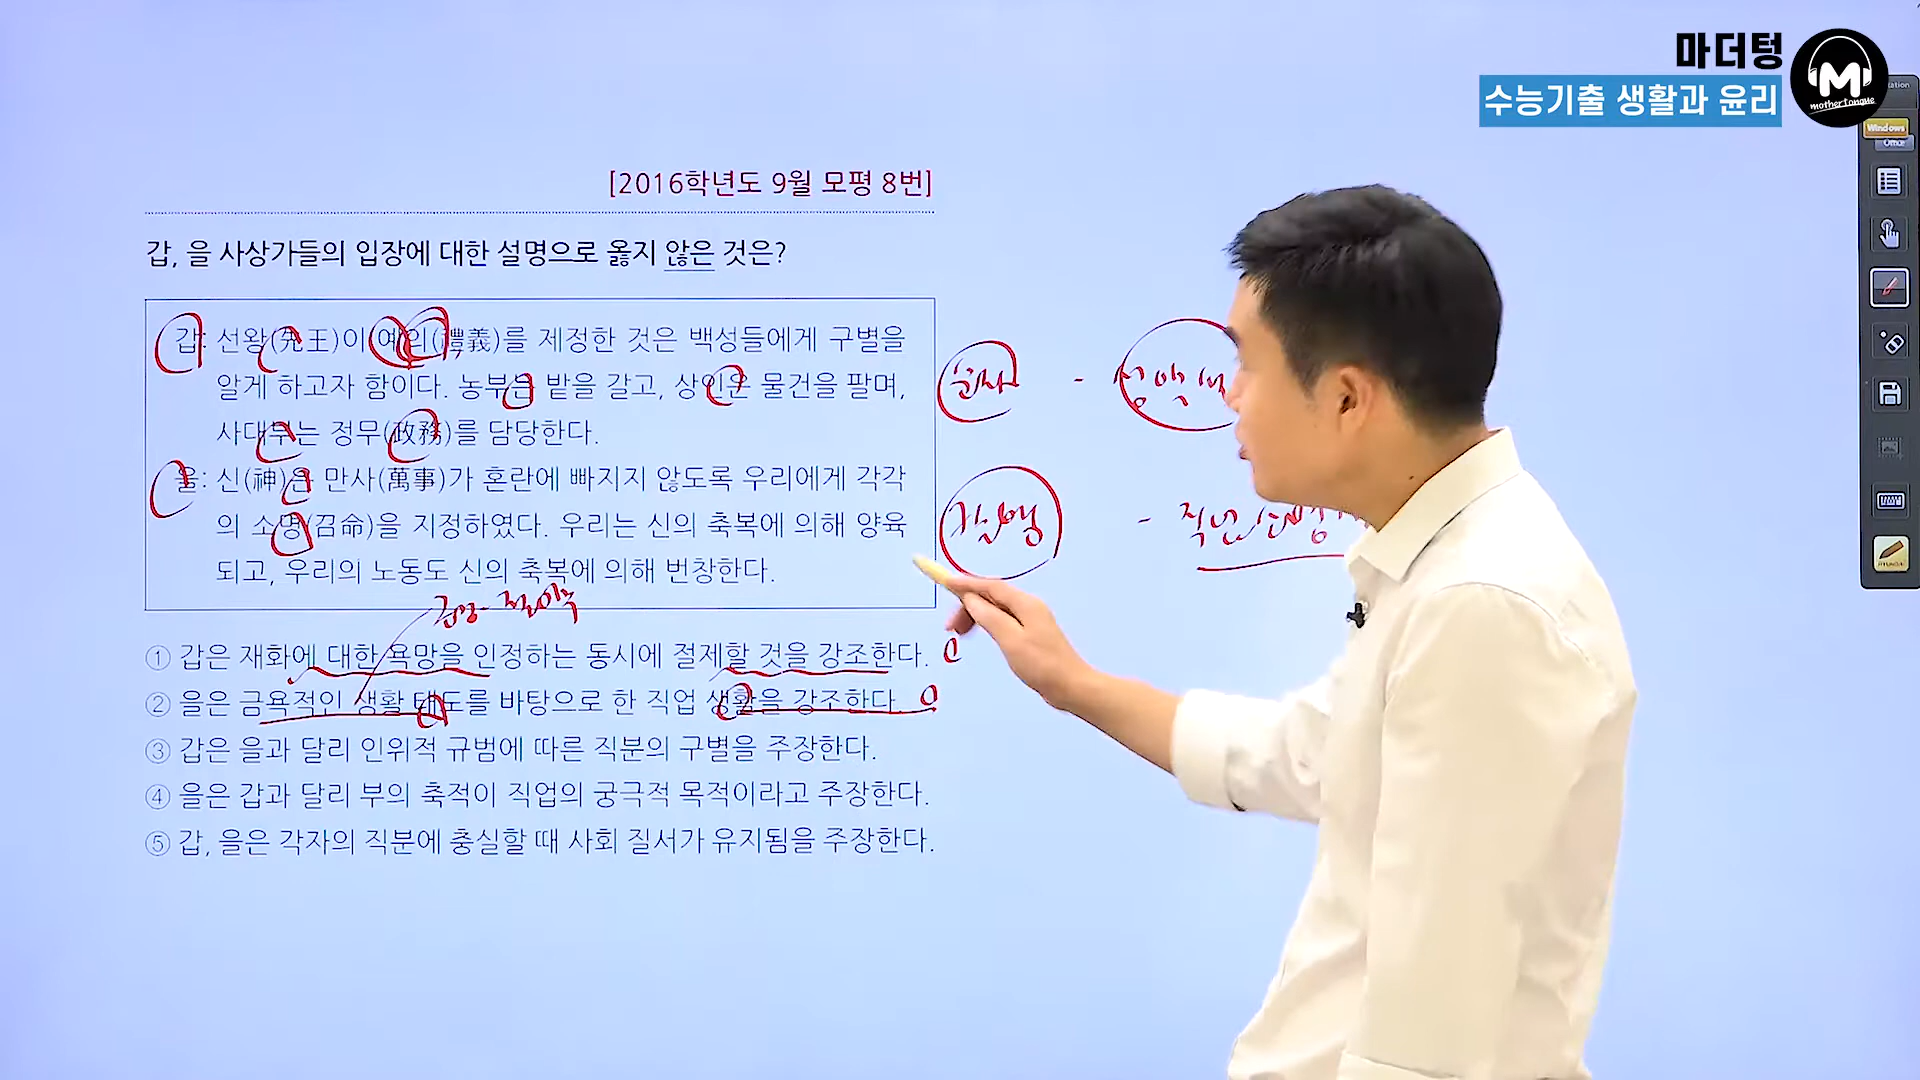 마더텅
수능기출 생활과 윤리
M
mothertongue
Windows
[2016학년도 9월 모평 8번]
갑, 을 사상가들의 입장에 대한 설명으로 옳지 않은 것은?
갑: 선왕(先王)이 예의(禮義)를 제정한 것은 백성들에게 구별을
알게 하고자 함이다. 농부는 밭을 갈고, 상인은 물건을 팔며,
사대부는 정무(政務)를 담당한다.
을: 신(神)은 만사(萬事)가 혼란에 빠지지 않도록 우리에게 각각
의 소명(召命)을 지정하였다. 우리는 신의 축복에 의해 양육
되고, 우리의 노동도 신의 축복에 의해 번창한다.
순자 - 성악설
칼뱅 - 직업소명
① 갑은 재화에 대한 욕망을 인정하는 동시에 절제할 것을 강조한다.
② 을은 금욕적인 생활 태도를 바탕으로 한 직업 생활을 강조한다.
③ 갑은 을과 달리 인위적 규범에 따른 직분의 구별을 주장한다.
④ 을은 갑과 달리 부의 축적이 직업의 궁극적 목적이라고 주장한다.
⑤ 갑, 을은 각자의 직분에 충실할 때 사회 질서가 유지됨을 주장한다.